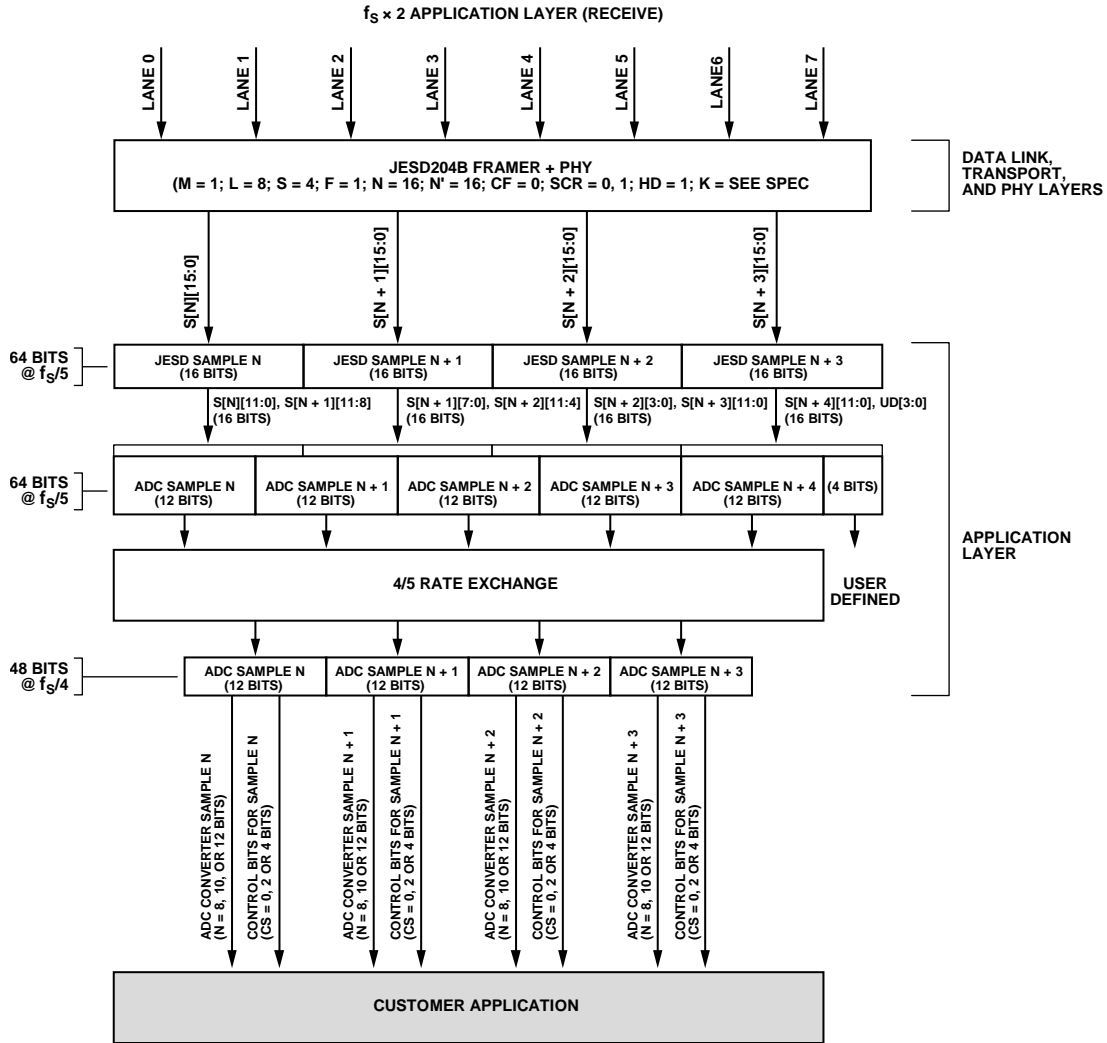 fS × 2 APPLICATION LAYER (RECEIVE)
LANE 0
LANE 1
LANE 2
LANE 3
LANE 4
LANE 5
LANE6
LANE 7
JESD204B FRAMER + PHY
(M = 1; L = 8; S = 4; F = 1; N = 16; N' = 16; CF = 0; SCR = 0, 1; HD = 1; K = SEE SPEC
DATA LINK,
TRANSPORT,
AND PHY LAYERS
S[N][15:0]
S[N + 1][15:0]
S[N + 2][15:0]
S[N + 3][15:0]
64 BITS
@ fS/5
JESD SAMPLE N
(16 BITS)
JESD SAMPLE N + 1
(16 BITS)
JESD SAMPLE N + 2
(16 BITS)
JESD SAMPLE N + 3
(16 BITS)
S[N][11:0], S[N + 1][11:8]
(16 BITS)
S[N + 1][7:0], S[N + 2][11:4]
(16 BITS)
S[N + 2][3:0], S[N + 3][11:0]
(16 BITS)
S[N + 4][11:0], UD[3:0]
(16 BITS)
64 BITS
@ fS/5
ADC SAMPLE N
(12 BITS)
ADC SAMPLE N + 1
(12 BITS)
ADC SAMPLE N + 2
(12 BITS)
ADC SAMPLE N + 3
(12 BITS)
ADC SAMPLE N + 4
(12 BITS)
(4 BITS)
APPLICATION
LAYER
4/5 RATE EXCHANGE
USER
DEFINED
48 BITS
@ fS/4
ADC SAMPLE N
(12 BITS)
ADC SAMPLE N + 1
(12 BITS)
ADC SAMPLE N + 2
(12 BITS)
ADC SAMPLE N + 3
(12 BITS)
ADC CONVERTER SAMPLE N
(N = 8, 10, OR 12 BITS)
CONTROL BITS FOR SAMPLE N
(CS = 0, 2 OR 4 BITS)
ADC CONVERTER SAMPLE N + 1
(N = 8, 10 OR 12 BITS)
CONTROL BITS FOR SAMPLE N + 1
(CS = 0, 2 OR 4 BITS)
ADC CONVERTER SAMPLE N + 2
(N = 8, 10 OR 12 BITS)
CONTROL BITS FOR SAMPLE N + 2
(CS = 0, 2 OR 4 BITS)
ADC CONVERTER SAMPLE N + 3
(N = 8, 10 OR 12 BITS)
CONTROL BITS FOR SAMPLE N + 3
(CS = 0, 2 OR 4 BITS)
CUSTOMER APPLICATION